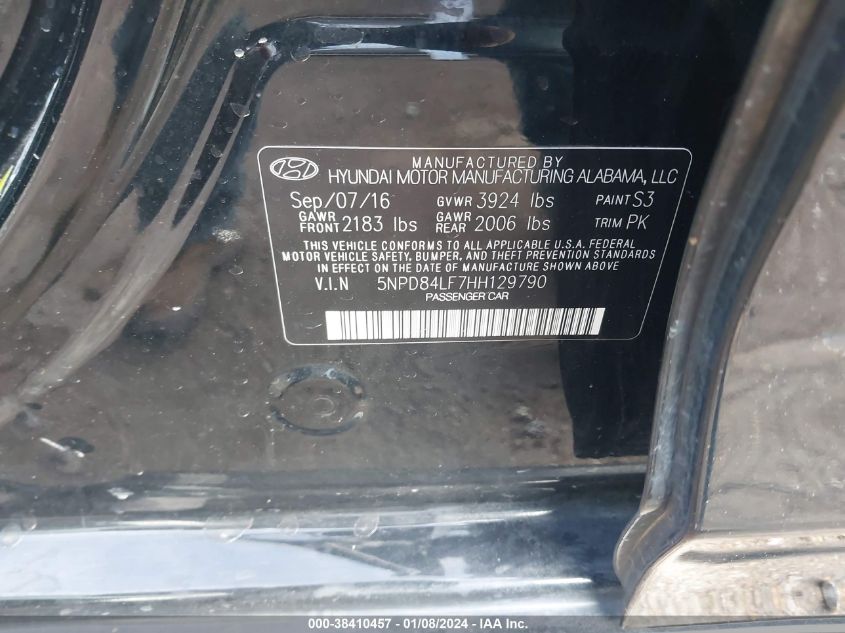 MANUFACTURED BY
HYUNDAI MOTOR MANUFACTURING ALABAMA, LLC
Sep/07/16 GVWR 3924 lbs PAINT S3
GAWR FRONT 2183 lbs GAWR REAR 2006 lbs TRIM PK
THIS VEHICLE CONFORMS TO ALL APPLICABLE U.S.A. FEDERAL
MOTOR VEHICLE SAFETY, BUMPER, AND THEFT PREVENTION STANDARDS
IN EFFECT ON THE DATE OF MANUFACTURE SHOWN ABOVE
V.I.N 5NPD84LF7HH129790
PASSENGER CAR
000-38410457 - 01/08/2024 - IAA Inc.